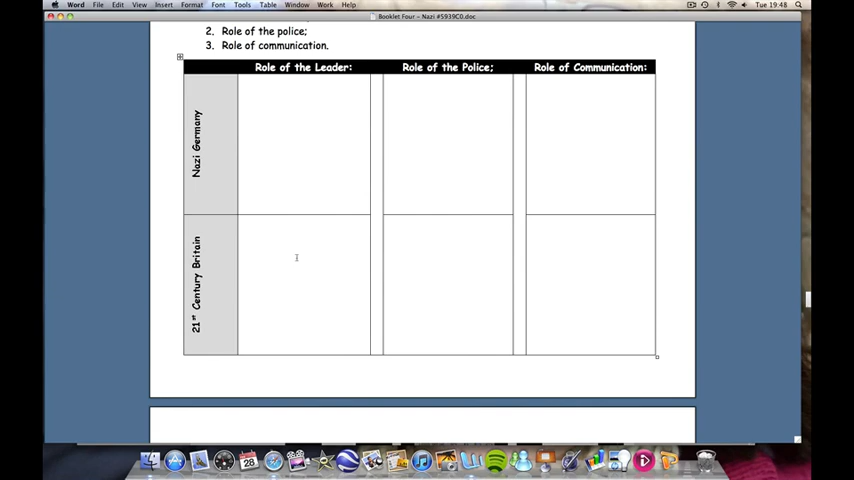 Word File Edit View Insert Format Font Tools Table Window Work Help Tue 19:48
Booklet Four – Nazi #5939C0.doc
2. Role of the police;
3. Role of communication.
Role of the Leader: Role of the Police; Role of Communication:
Nazi Germany
21st Century Britain
28